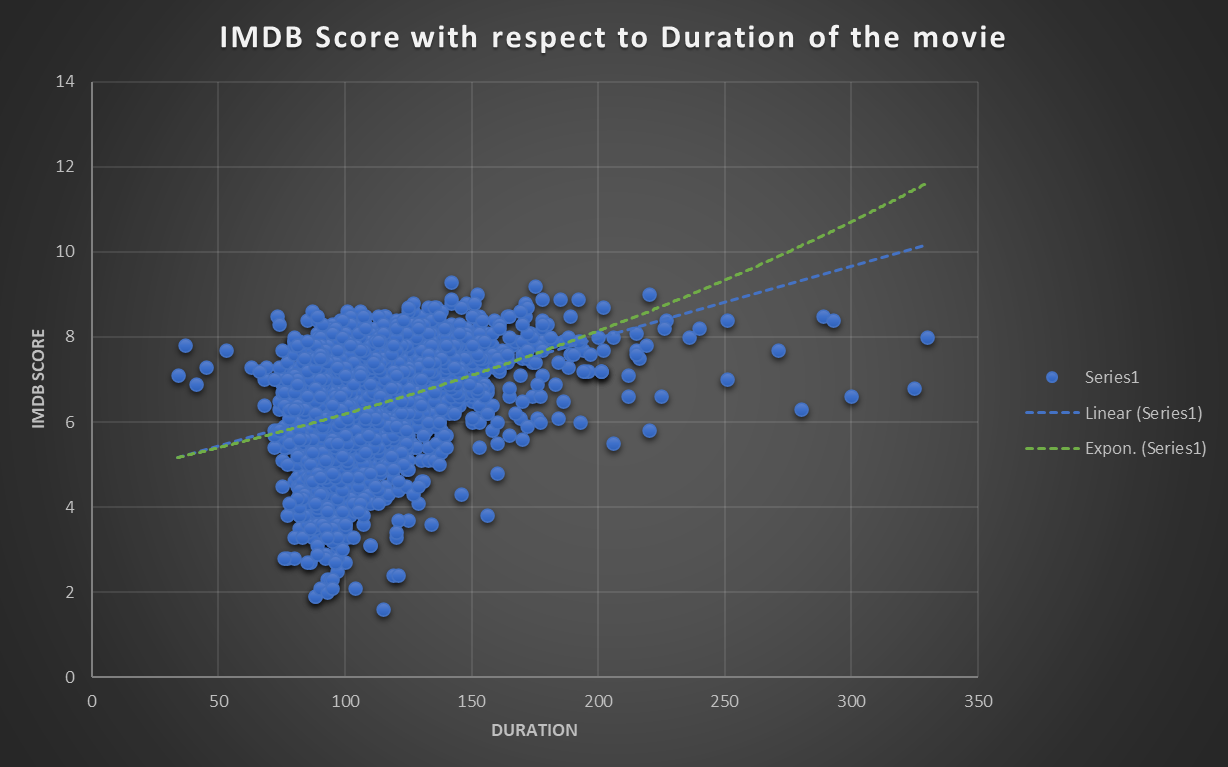 IMDB Score with respect to Duration of the movie
14
12
10
8
6
4
2
0
IMDB SCORE
0 50 100 150 200 250 300 350
DURATION
Series1
Linear (Series1)
Expon. (Series1)